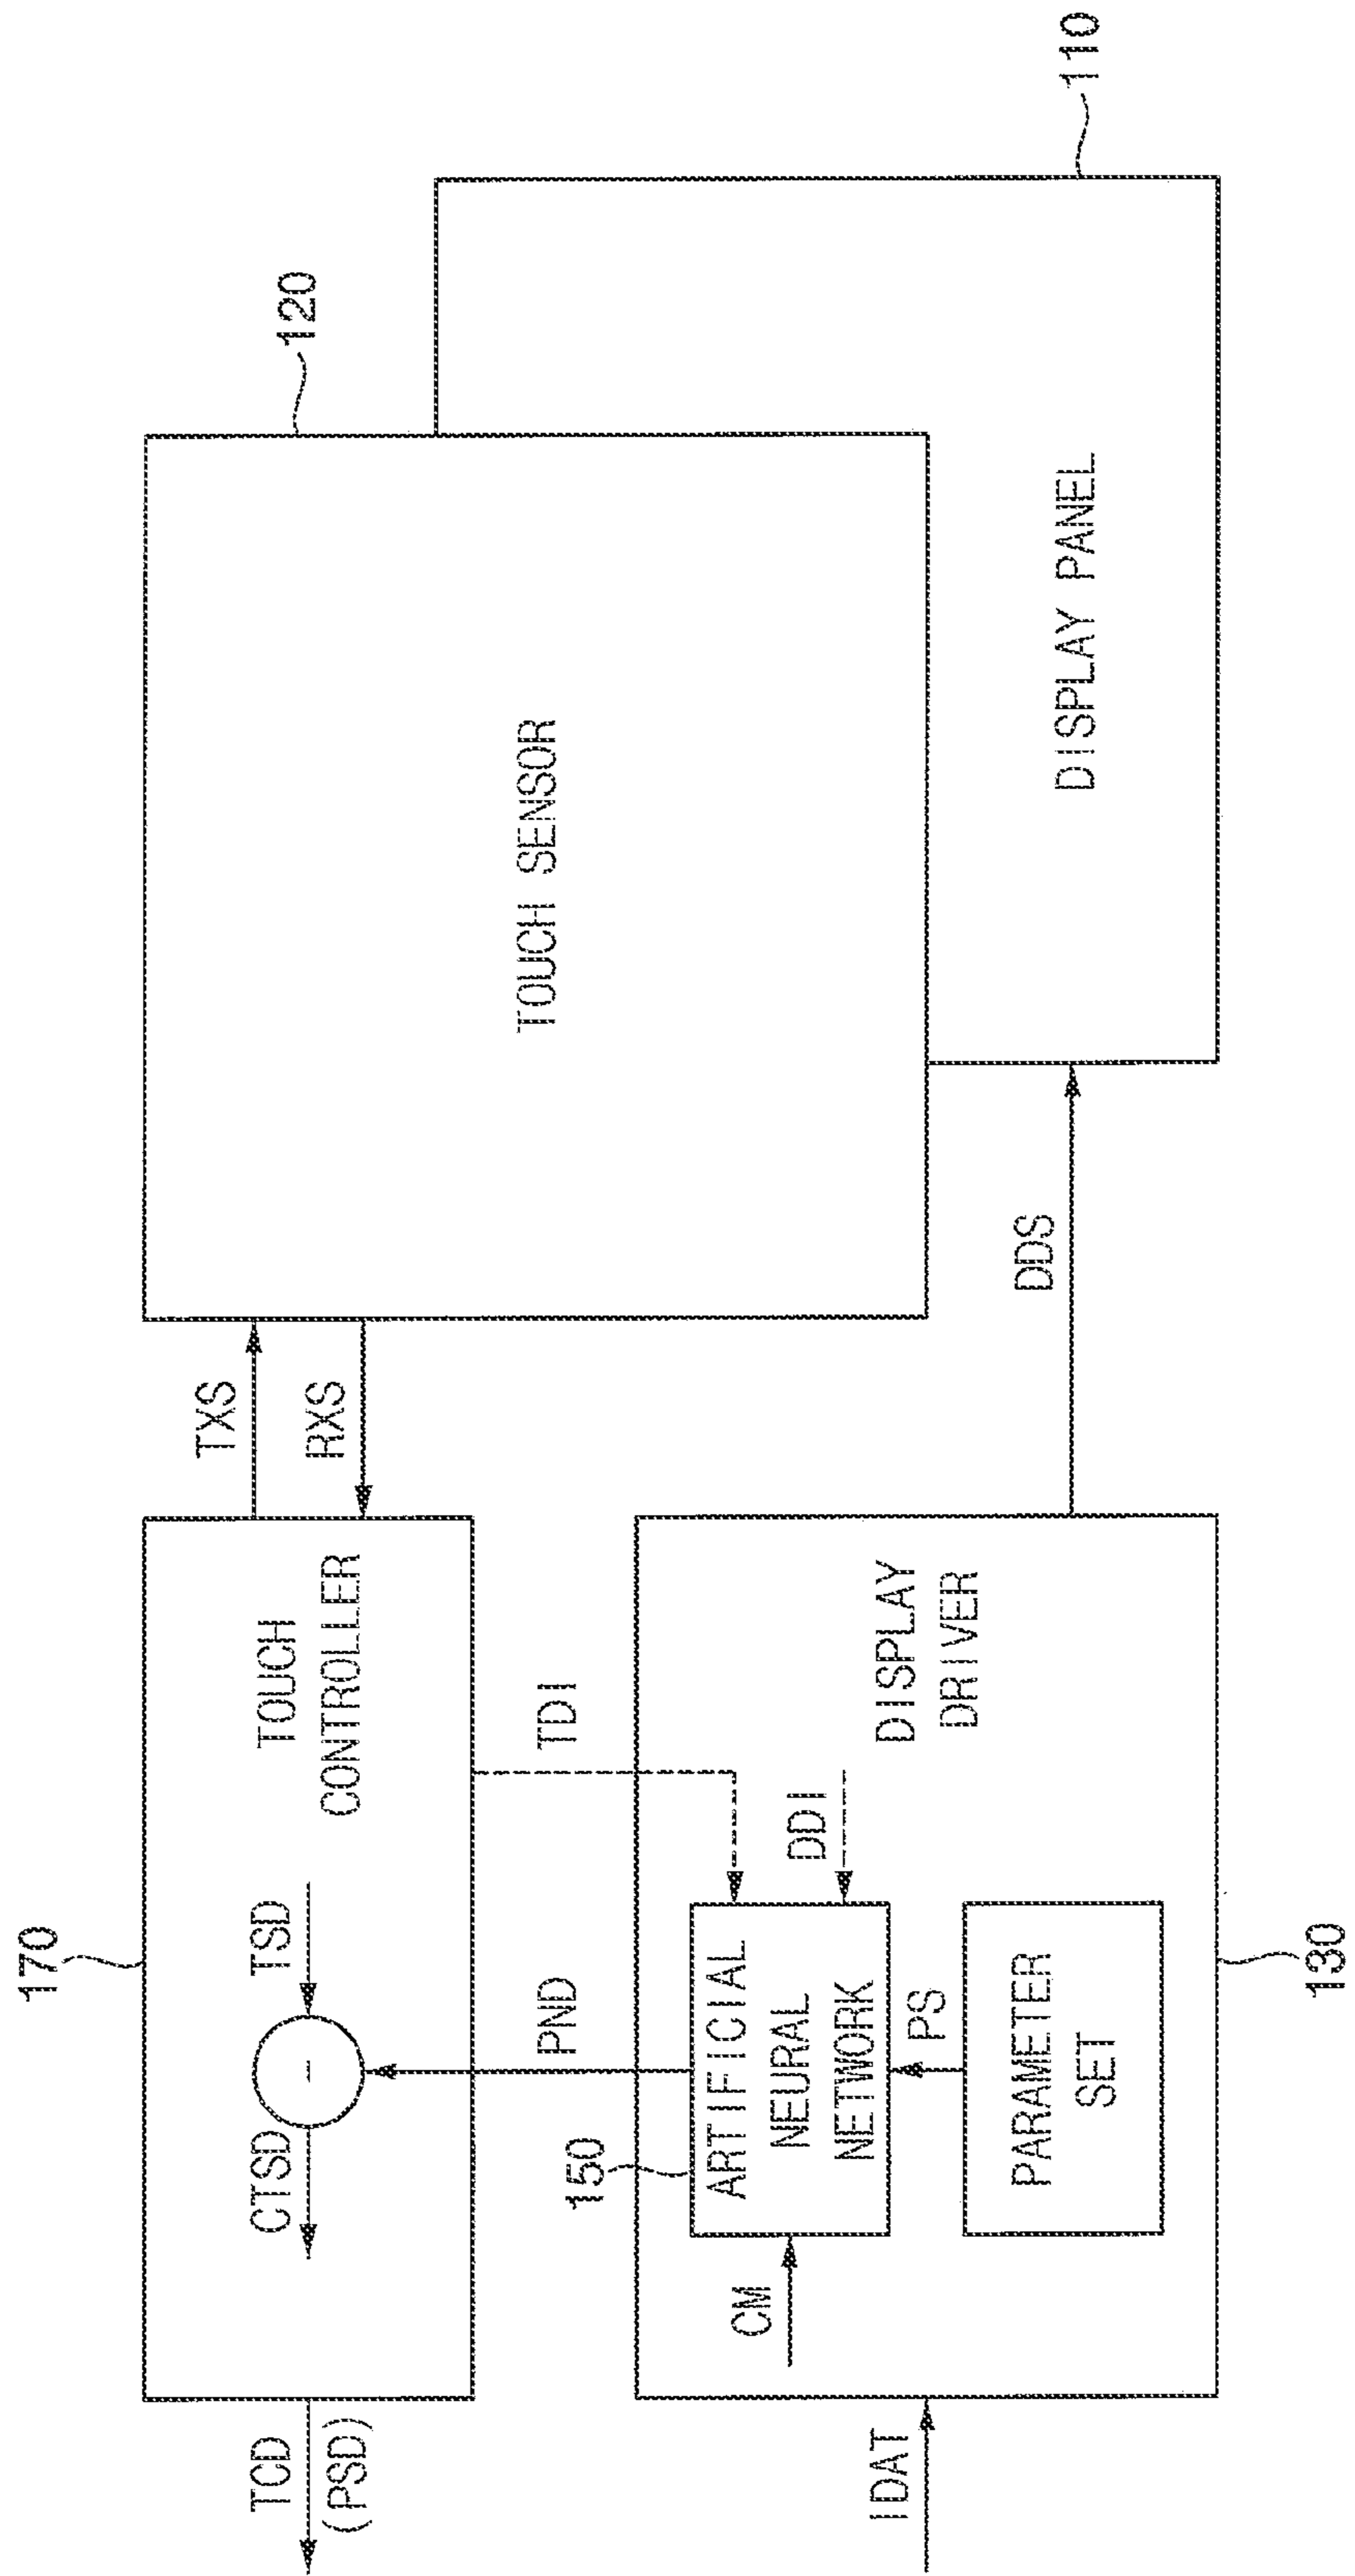 170
TCD
(PSD)
CTSD
TSD
TOUCH
CONTROLLER
TXS
RXS
TOUCH SENSOR
120
PND
TDI
150
ARTIFICIAL
NEURAL
NETWORK
CM
DDI
PS
PARAMETER
SET
DISPLAY
DRIVER
IDAT
130
DDS
DISPLAY PANEL
110